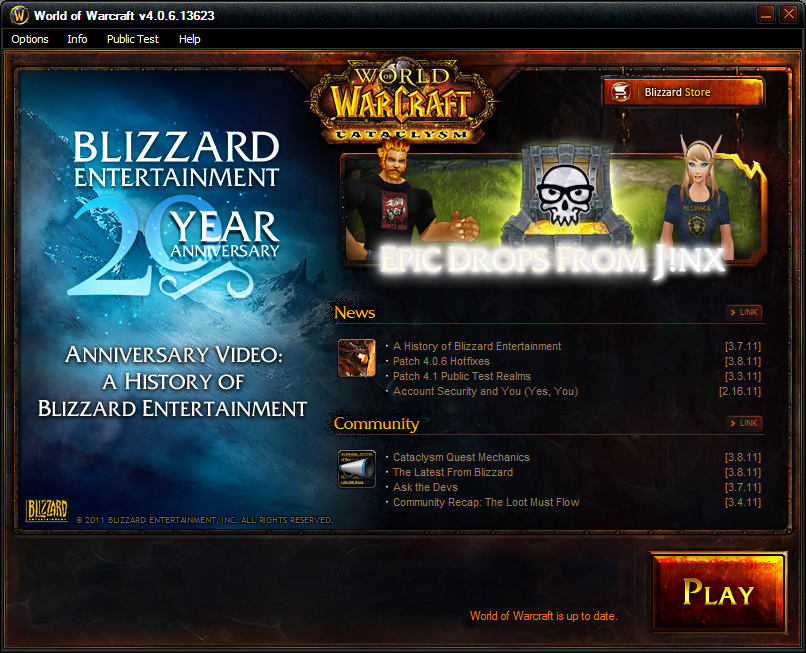 World of Warcraft v4.0.6.13623
Options Info Public Test Help
WORLD
OF
WARCRAFT
CATACLYSM
Blizzard Store
BLIZZARD
ENTERTAINMENT
20 YEAR
ANNIVERSARY
ALLIANCE
EPIC DROPS FROM J!NX
ANNIVERSARY VIDEO:
A HISTORY OF
BLIZZARD ENTERTAINMENT
News > LINK
· A History of Blizzard Entertainment [3.7.11]
· Patch 4.0.6 Hotfixes [3.8.11]
· Patch 4.1 Public Test Realms [3.3.11]
· Account Security and You (Yes, You) [2.16.11]
Community > LINK
· Cataclysm Quest Mechanics [3.8.11]
· The Latest From Blizzard [3.8.11]
· Ask the Devs [3.7.11]
· Community Recap: The Loot Must Flow [3.4.11]
BLIZZARD
ENTERTAINMENT
© 2011 BLIZZARD ENTERTAINMENT, INC. ALL RIGHTS RESERVED.
World of Warcraft is up to date.
PLAY